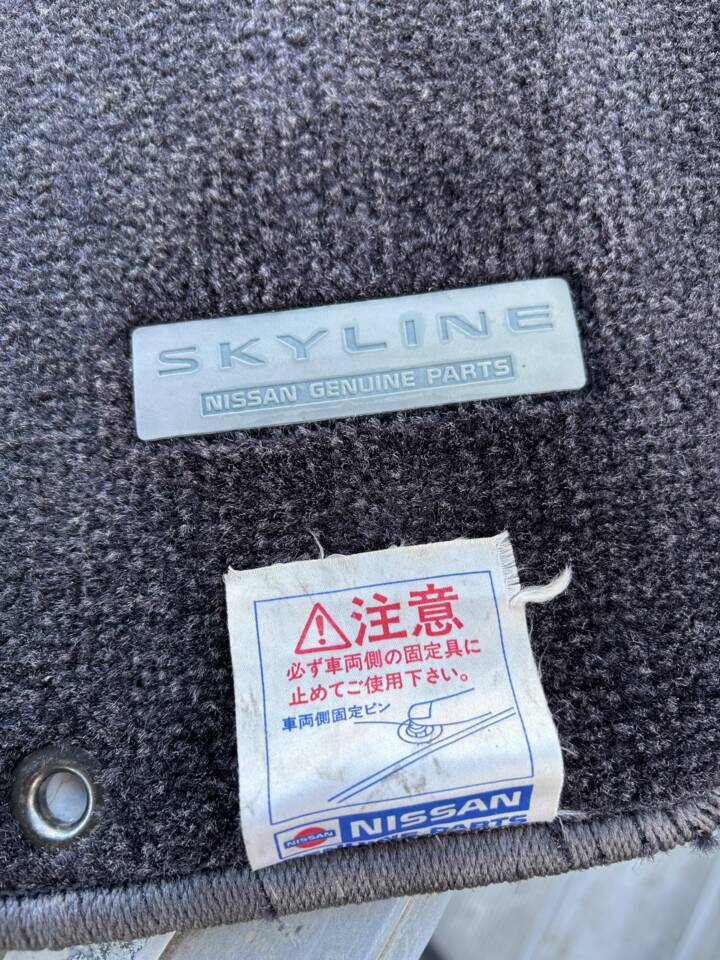 SKYLINE
NISSAN GENUINE PARTS
注意
必ず車両側の固定具に
止めてご使用下さい。
車両側固定ピン
NISSAN
NISSAN
PARTS